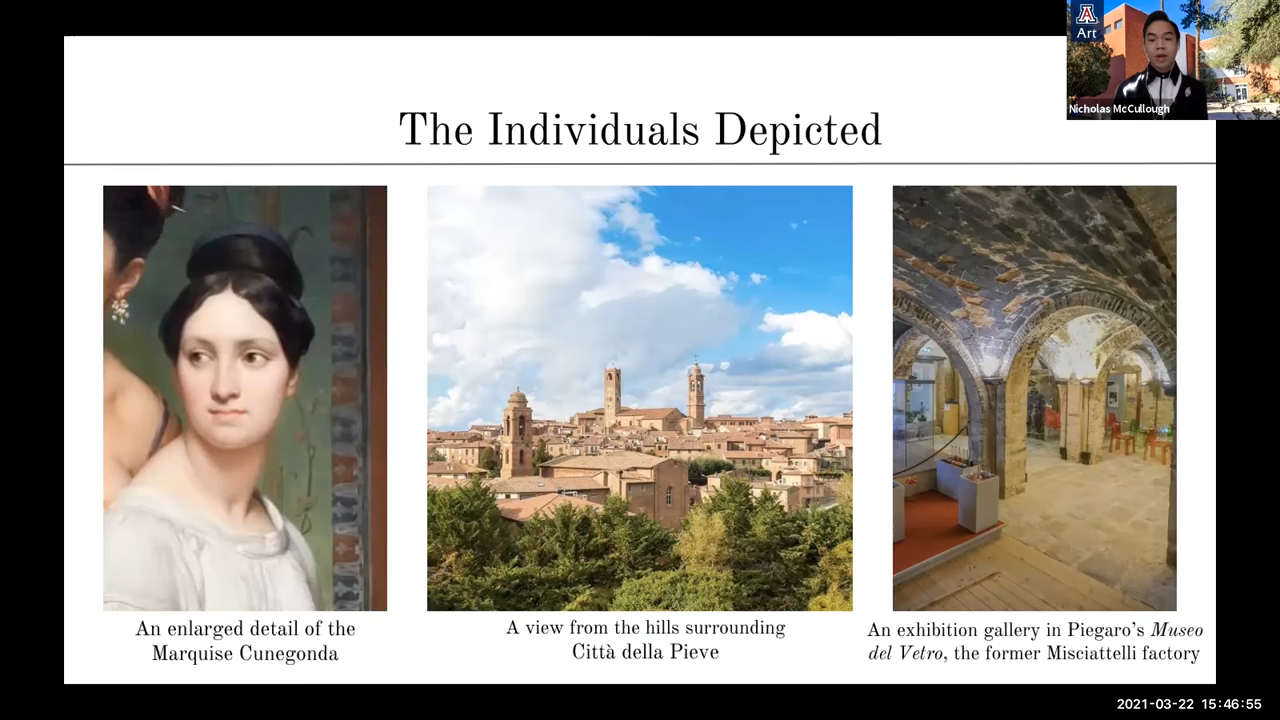 Art
Nicholas McCullough
The Individuals Depicted
An enlarged detail of the
Marquise Cunegonda
A view from the hills surrounding
Città della Pieve
An exhibition gallery in Piegaro's Museo
del Vetro, the former Misciattelli factory
2021-03-22 15:46:55